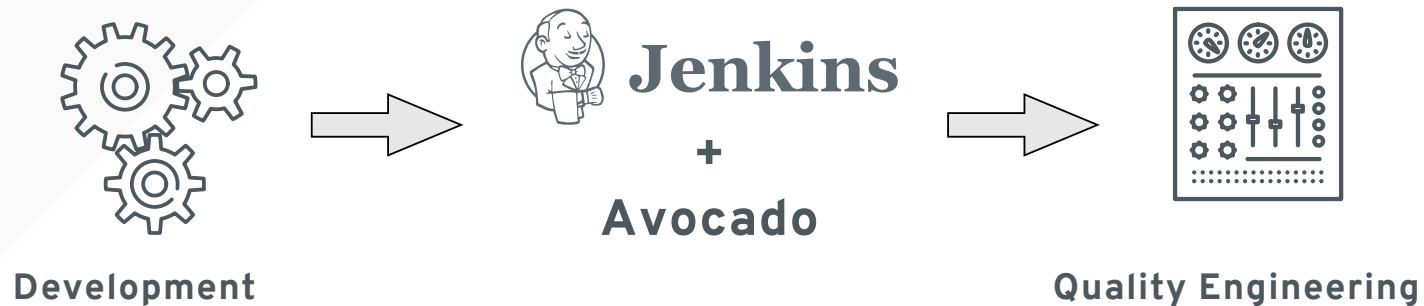 Jenkins
+
Avocado
Development
Quality Engineering